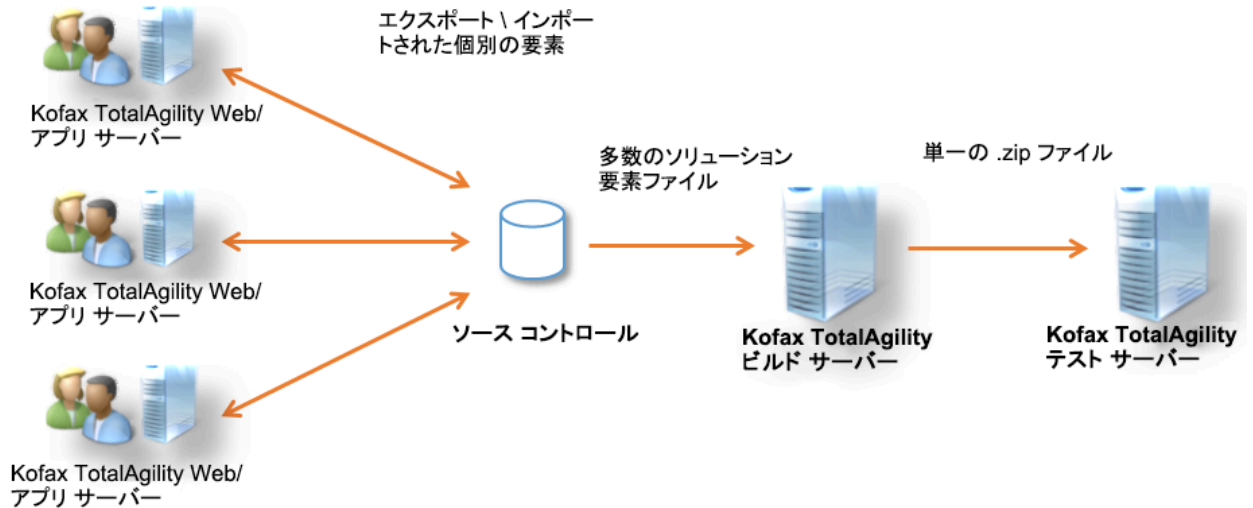 エクスポート \ インポー
トされた個別の要素
Kofax TotalAgility Web/
アプリ サーバー
多数のソリューション
要素ファイル
単一の .zip ファイル
Kofax TotalAgility Web/
アプリ サーバー
ソース コントロール
Kofax TotalAgility
ビルド サーバー
Kofax TotalAgility
テスト サーバー
Kofax TotalAgility Web/
アプリ サーバー